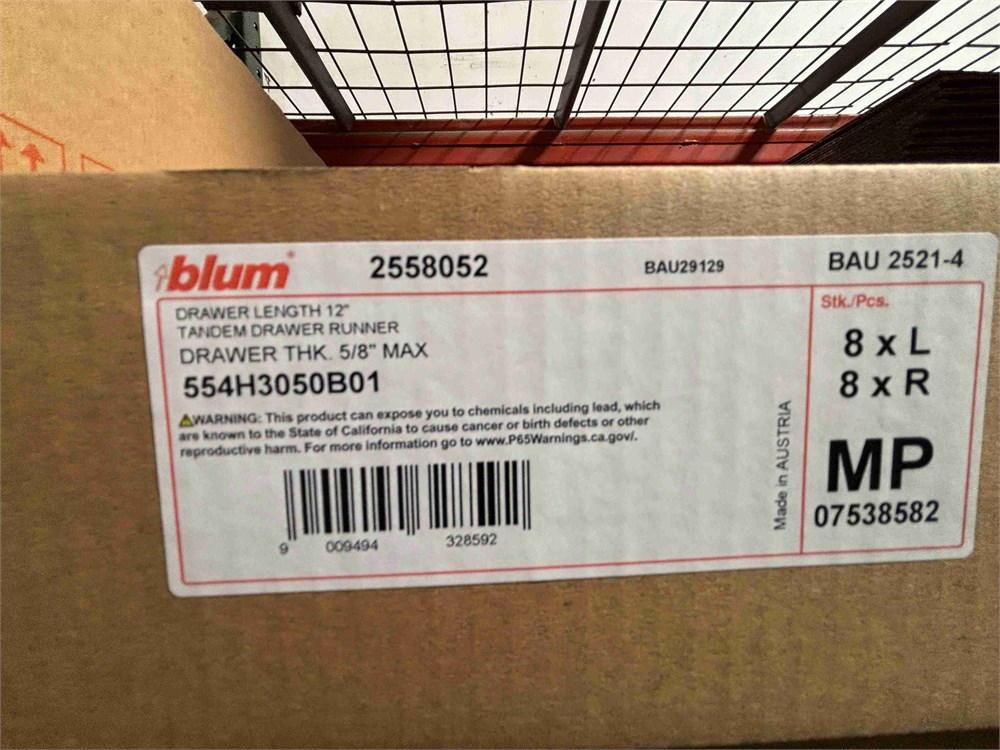 blum® 2558052 BAU29129 BAU 2521-4
DRAWER LENGTH 12"
TANDEM DRAWER RUNNER
DRAWER THK. 5/8" MAX
554H3050B01
⚠WARNING: This product can expose you to chemicals including lead, which
are known to the State of California to cause cancer or birth defects or other
reproductive harm. For more information go to www.P65Warnings.ca.gov/.
9 009494 328592
Made in AUSTRIA
Stk./Pcs.
8 x L
8 x R
MP
07538582